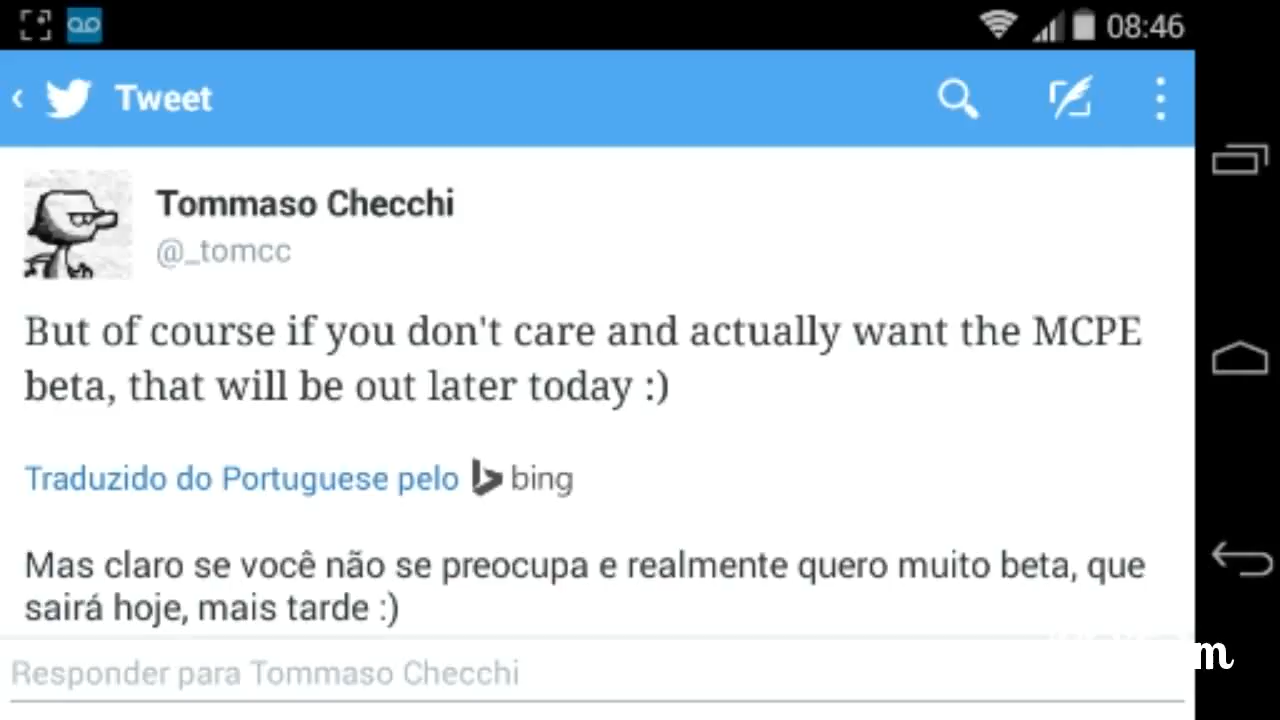 08:46
Tweet
Tommaso Checchi
@_tomcc
But of course if you don't care and actually want the MCPE
beta, that will be out later today :)
Traduzido do Portuguese pelo bing
Mas claro se você não se preocupa e realmente quero muito beta, que
sairá hoje, mais tarde :)
Responder para Tommaso Checchi